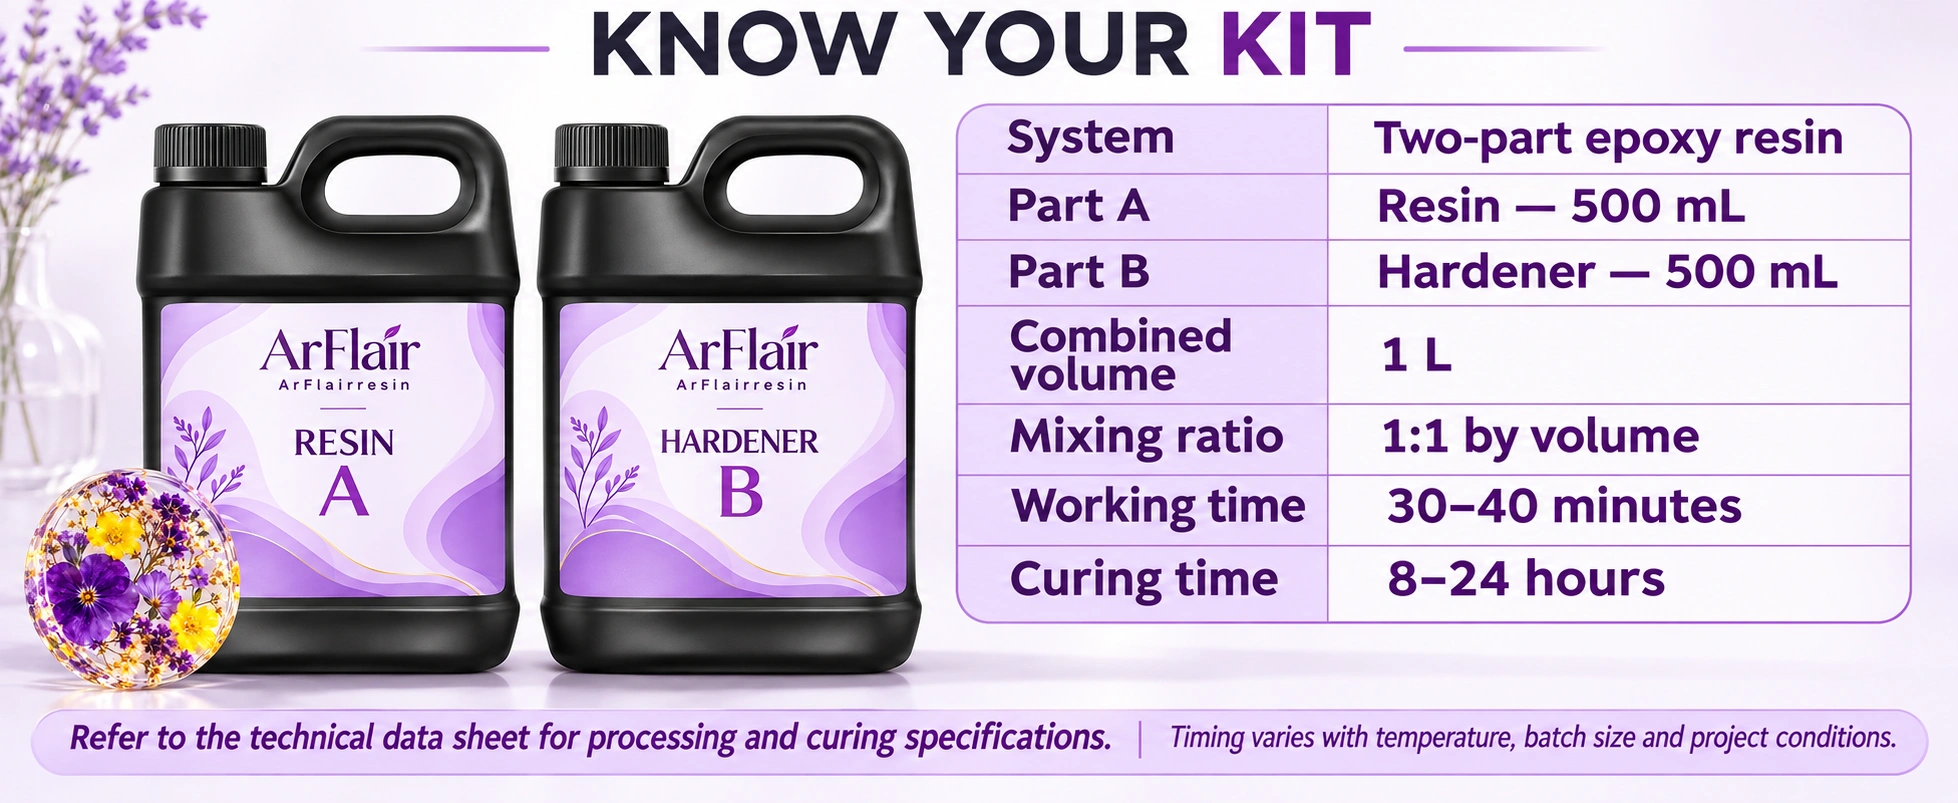 KNOW YOUR KIT
ArFlair
ArFlairresin
RESIN
A
ArFlair
ArFlairresin
HARDENER
B
System
Two-part epoxy resin
Part A
Resin — 500 mL
Part B
Hardener — 500 mL
Combined
volume
1 L
Mixing ratio
1:1 by volume
Working time
30–40 minutes
Curing time
8–24 hours
Refer to the technical data sheet for processing and curing specifications.
Timing varies with temperature, batch size and project conditions.